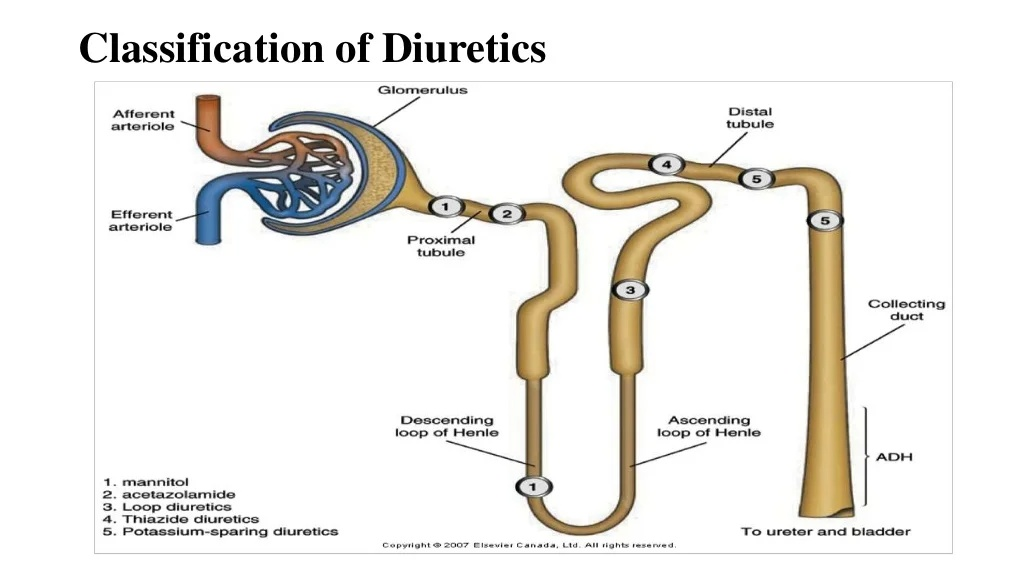 Classification of Diuretics
Glomerulus
Afferent
arteriole
Distal
tubule
4
5
1
2
Efferent
arteriole
5
Proximal
tubule
3
Collecting
duct
Descending
loop of Henle
Ascending
loop of Henle
ADH
1
1. mannitol
2. acetazolamide
3. Loop diuretics
4. Thiazide diuretics
5. Potassium-sparing diuretics
To ureter and bladder
Copyright © 2007 Elsevier Canada, Ltd. All rights reserved.